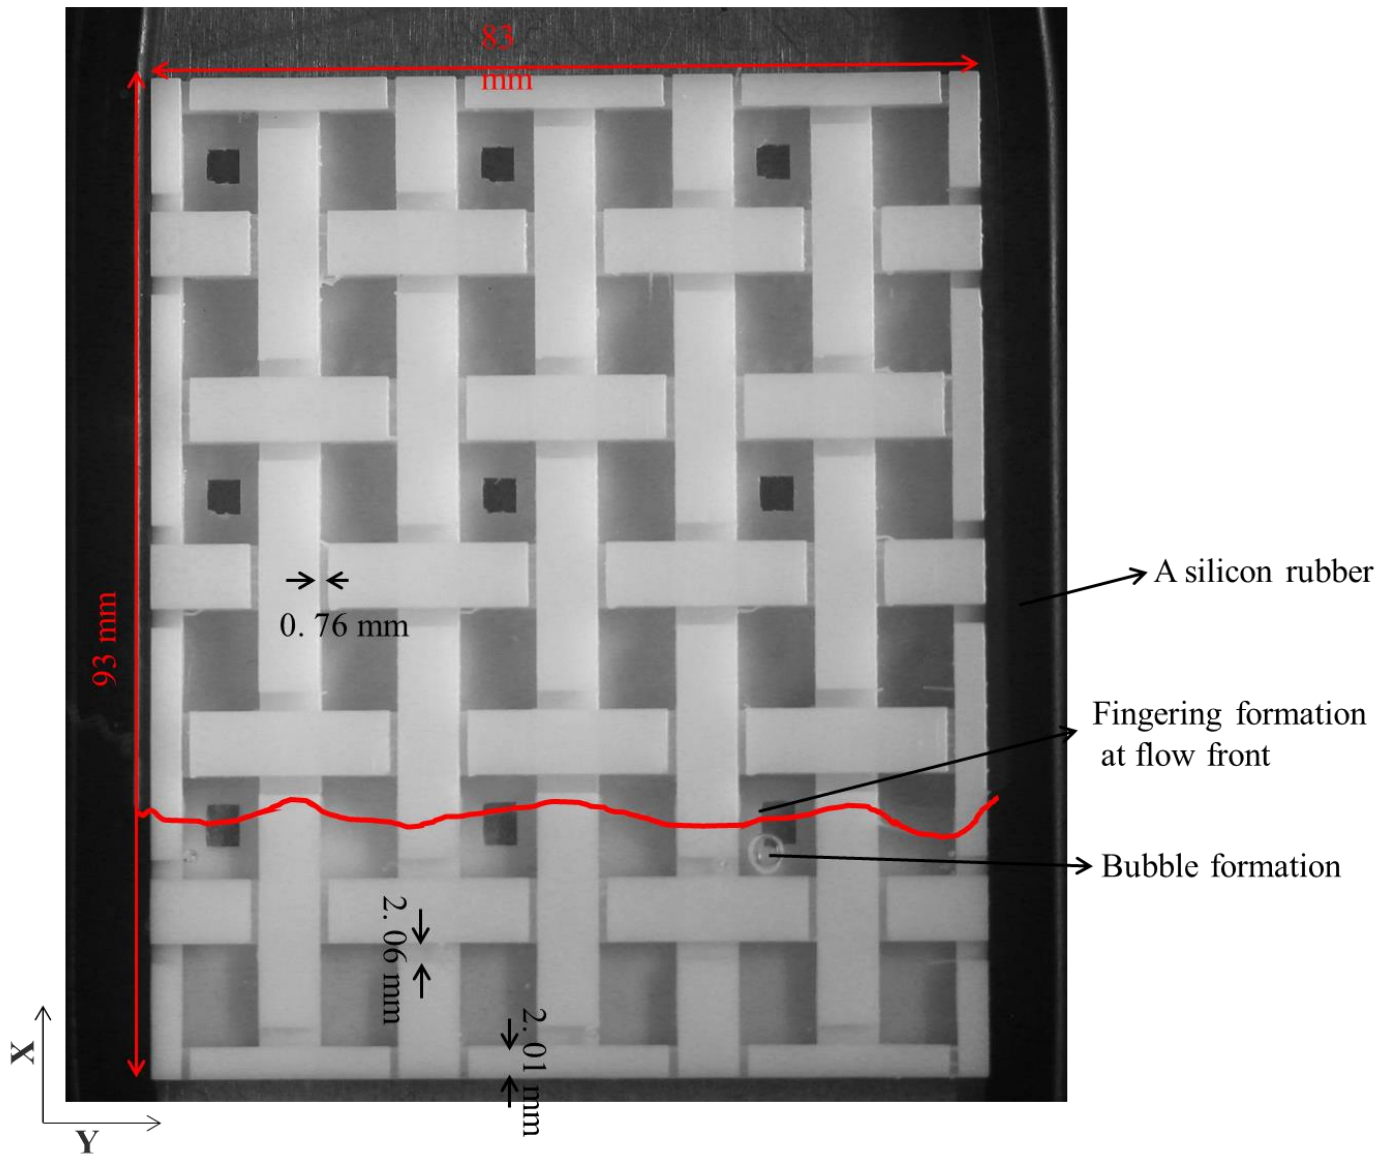 83
mm
93 mm
0. 76 mm
A silicon rubber
Fingering formation
at flow front
Bubble formation
2. 06 mm
2. 01 mm
X
Y